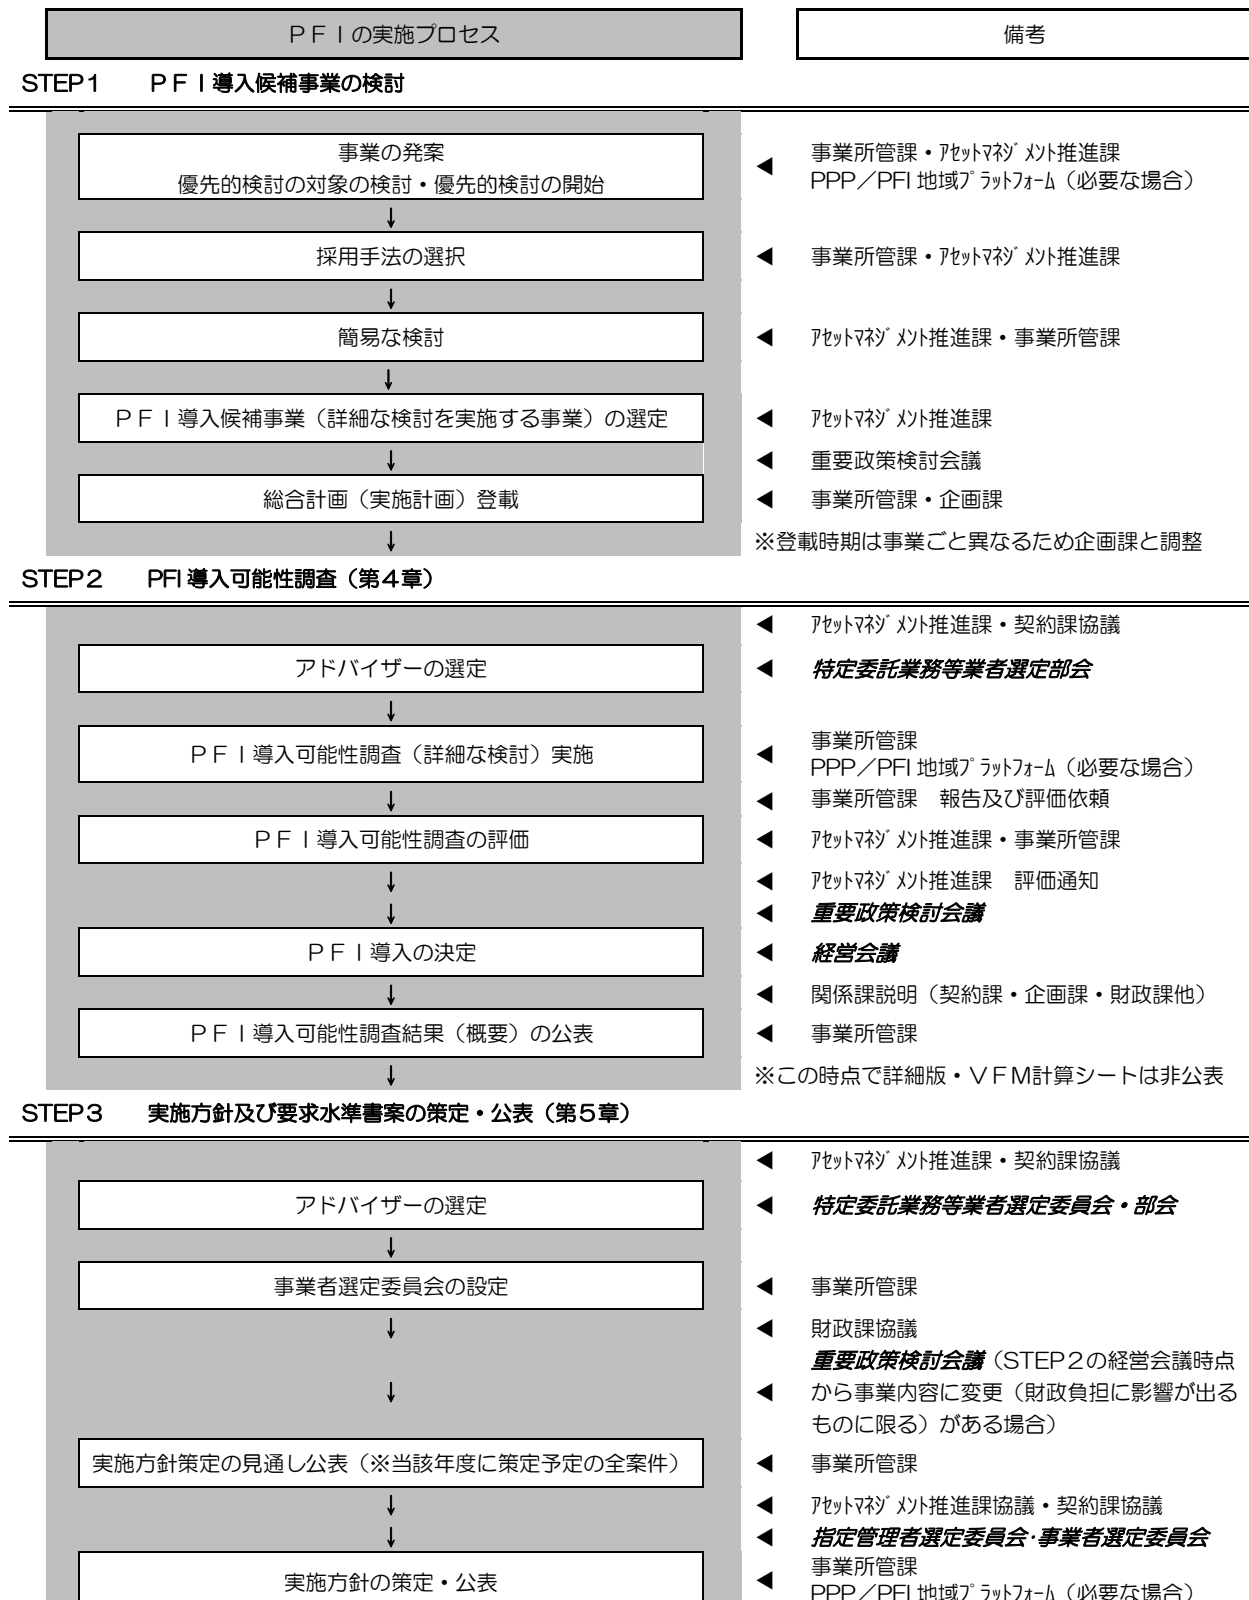 ＰＦＩの実施プロセス
備考
STEP１　ＰＦＩ導入候補事業の検討
事業の発案
優先的検討の対象の検討・優先的検討の開始
◀ 事業所管課・ｱｾｯﾄﾏﾈｼﾞﾒﾝﾄ推進課
PPP／PFI地域ﾌﾟﾗｯﾄﾌｫｰﾑ（必要な場合）
↓
採用手法の選択
◀ 事業所管課・ｱｾｯﾄﾏﾈｼﾞﾒﾝﾄ推進課
↓
簡易な検討
◀ ｱｾｯﾄﾏﾈｼﾞﾒﾝﾄ推進課・事業所管課
↓
ＰＦＩ導入候補事業（詳細な検討を実施する事業）の選定
◀ ｱｾｯﾄﾏﾈｼﾞﾒﾝﾄ推進課
↓
◀ 重要政策検討会議
総合計画（実施計画）登載
◀ 事業所管課・企画課
↓
※登載時期は事業ごと異なるため企画課と調整
STEP２　PFI導入可能性調査（第４章）
◀ ｱｾｯﾄﾏﾈｼﾞﾒﾝﾄ推進課・契約課協議
アドバイザーの選定
◀ 特定委託業務等業者選定部会
↓
ＰＦＩ導入可能性調査（詳細な検討）実施
◀ 事業所管課
PPP／PFI地域ﾌﾟﾗｯﾄﾌｫｰﾑ（必要な場合）
↓
◀ 事業所管課　報告及び評価依頼
ＰＦＩ導入可能性調査の評価
◀ ｱｾｯﾄﾏﾈｼﾞﾒﾝﾄ推進課・事業所管課
↓
◀ ｱｾｯﾄﾏﾈｼﾞﾒﾝﾄ推進課　評価通知
↓
◀ 重要政策検討会議
ＰＦＩ導入の決定
◀ 経営会議
↓
◀ 関係課説明（契約課・企画課・財政課他）
ＰＦＩ導入可能性調査結果（概要）の公表
◀ 事業所管課
↓
※この時点で詳細版・ＶＦＭ計算シートは非公表
STEP３　実施方針及び要求水準書案の策定・公表（第５章）
◀ ｱｾｯﾄﾏﾈｼﾞﾒﾝﾄ推進課・契約課協議
アドバイザーの選定
◀ 特定委託業務等業者選定委員会・部会
↓
事業者選定委員会の設定
◀ 事業所管課
↓
◀ 財政課協議
重要政策検討会議（STEP２の経営会議時点
↓
◀ から事業内容に変更（財政負担に影響が出る
ものに限る）がある場合）
実施方針策定の見通し公表（※当該年度に策定予定の全案件）
◀ 事業所管課
↓
◀ ｱｾｯﾄﾏﾈｼﾞﾒﾝﾄ推進課協議・契約課協議
↓
◀ 指定管理者選定委員会･事業者選定委員会
実施方針の策定・公表
◀ 事業所管課
PPP／PFI地域ﾌﾟﾗｯﾄﾌｫｰﾑ（必要な場合）